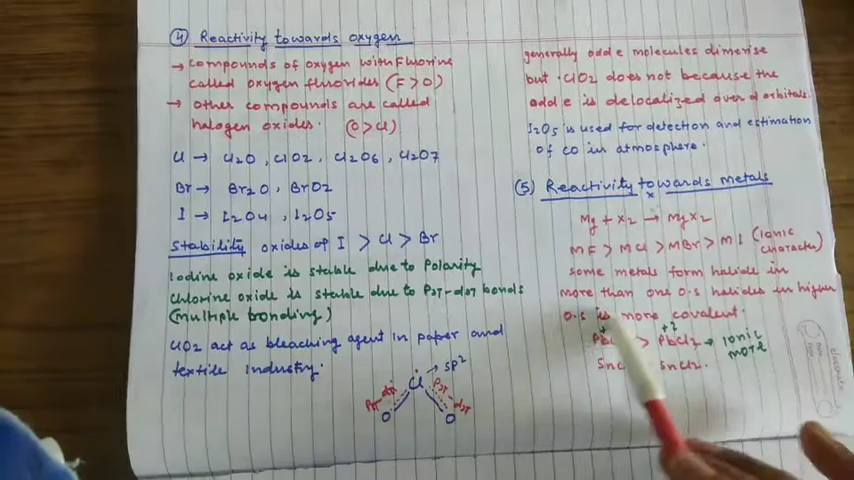 ④ Reactivity towards oxygen
→ compounds of oxygen with Fluorine
called oxygen fluorides (F > O)
→ other compounds are called
halogen oxides. (O > Cl)
Cl → Cl2O, ClO2, Cl2O6, Cl2O7
Br → Br2O, BrO2
I → I2O4, I2O5
Stability oxides of I > Cl > Br
Iodine oxide is stable due to Polarity
chlorine oxide is stable due to Pπ-dπ bonds
(multiple bonding)
ClO2 act as bleaching agent in paper and
textile industry.
Cl → SP2
Pπ-dπ Pπ-dπ
O O
generally odd e molecules dimerise
but ClO2 does not because the
odd e is delocalized over d orbitals.
I2O5 is used for detection and estimation
of CO in atmosphere.
⑤ Reactivity towards metals
Mg + X2 → MgX2
MF > MCl > MBr > MI (Ionic
character)
some metals form halide in
more than one O.S halides in higher
O.S is more covalent.
> PbCl2 → Ionic
more
SnCl2.